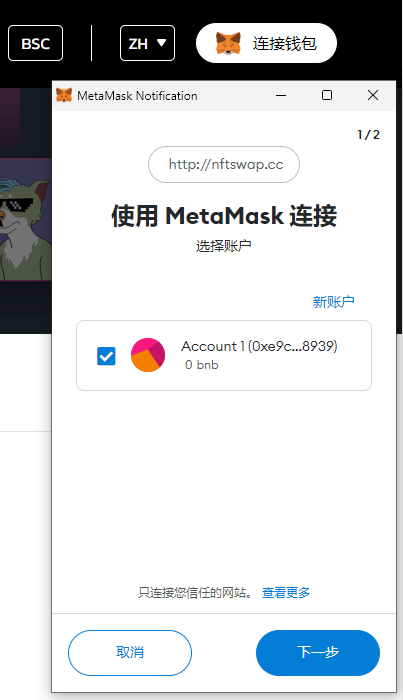 BSC
ZH
连接钱包
MetaMask Notification
1 / 2
http://nftswap.cc
使用 MetaMask 连接
选择账户
新账户
Account 1 (0xe9c...8939)
0 bnb
只连接您信任的网站。 查看更多
取消
下一步